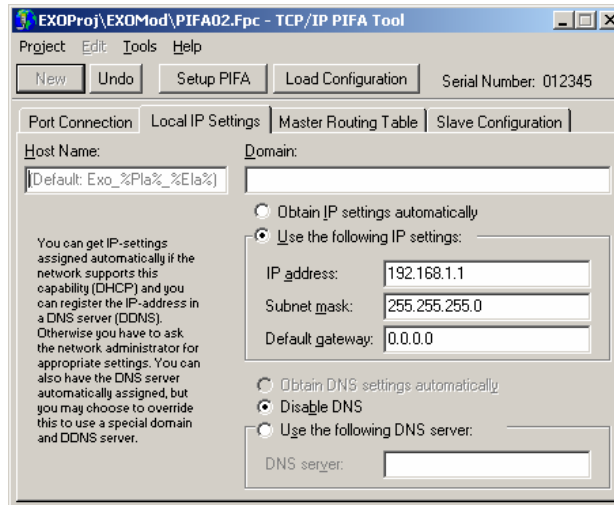 EXOProj\EXOMod\PIFA02.Fpc - TCP/IP PIFA Tool
Project Edit Tools Help
New Undo Setup PIFA Load Configuration Serial Number: 012345
Port Connection Local IP Settings Master Routing Table Slave Configuration
Host Name: Domain:
(Default: Exo_%Pla%_%Ela%)
Obtain IP settings automatically
Use the following IP settings:
You can get IP-settings
assigned automatically if the
network supports this
capability (DHCP) and you
can register the IP-address in
a DNS server (DDNS).
Otherwise you have to ask
the network administrator for
appropriate settings. You can
also have the DNS server
automatically assigned, but
you may choose to override
this to use a special domain
and DDNS server.
IP address: 192.168.1.1
Subnet mask: 255.255.255.0
Default gateway: 0.0.0.0
Obtain DNS settings automatically
Disable DNS
Use the following DNS server:
DNS server: